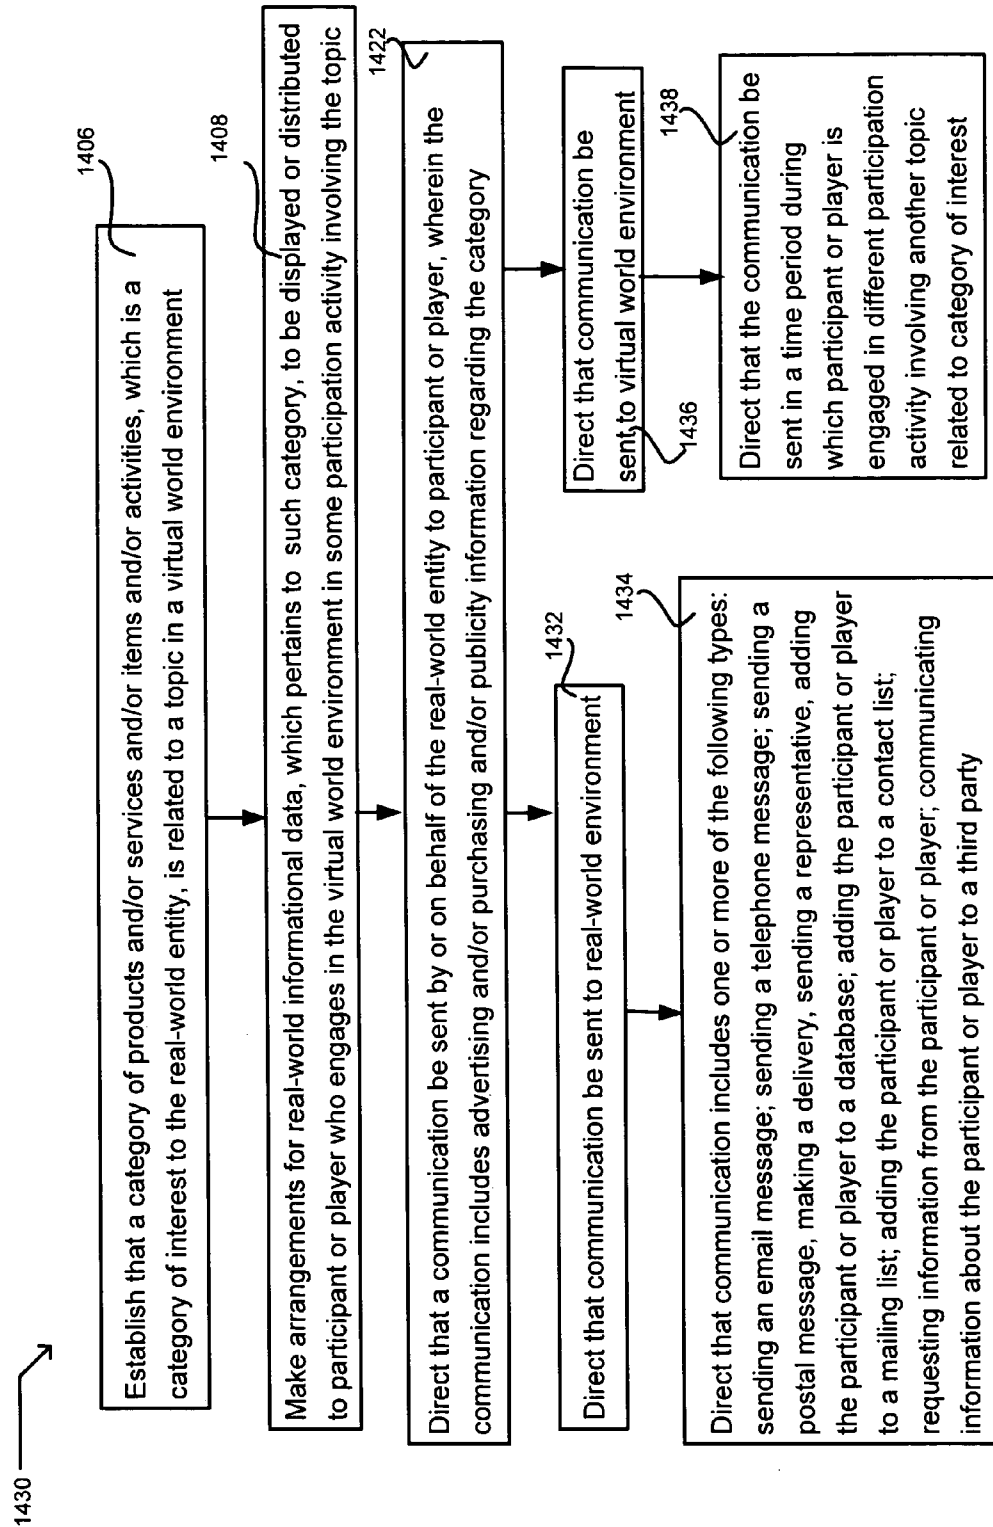 1430
1406
Establish that a category of products and/or services and/or items and/or activities, which is a
category of interest to the real-world entity, is related to a topic in a virtual world environment
1408
Make arrangements for real-world informational data, which pertains to such category, to be displayed or distributed
to participant or player who engages in the virtual world environment in some participation activity involving the topic
1422
Direct that a communication be sent by or on behalf of the real-world entity to participant or player, wherein the
communication includes advertising and/or purchasing and/or publicity information regarding the category
1432
Direct that communication be sent to real-world environment
1434
Direct that communication includes one or more of the following types:
sending an email message; sending a telephone message; sending a
postal message, making a delivery, sending a representative, adding
the participant or player to a database; adding the participant or player
to a mailing list; adding the participant or player to a contact list;
requesting information from the participant or player; communicating
information about the participant or player to a third party
Direct that communication be
sent to virtual world environment
1436
1438
Direct that the communication be
sent in a time period during
which participant or player is
engaged in different participation
activity involving another topic
related to category of interest